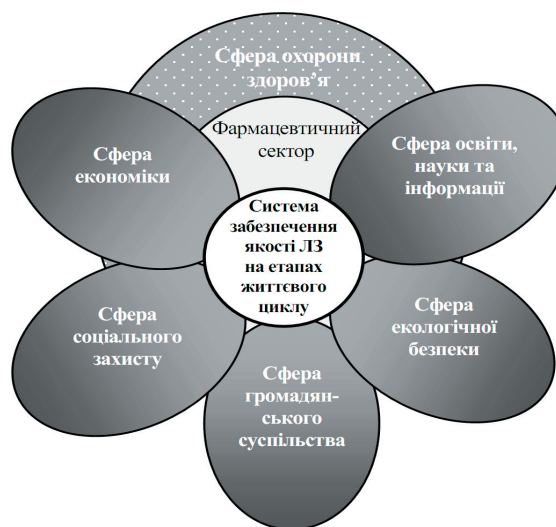 Сфера охорони
здоров’я
Фармацевтичний
сектор
Сфера
економіки
Сфера освіти,
науки та
інформації
Система
забезпечення
якості ЛЗ
на етапах
життєвого
циклу
Сфера
соціального
захисту
Сфера
екологічної
безпеки
Сфера
громадян-
ського
суспільства